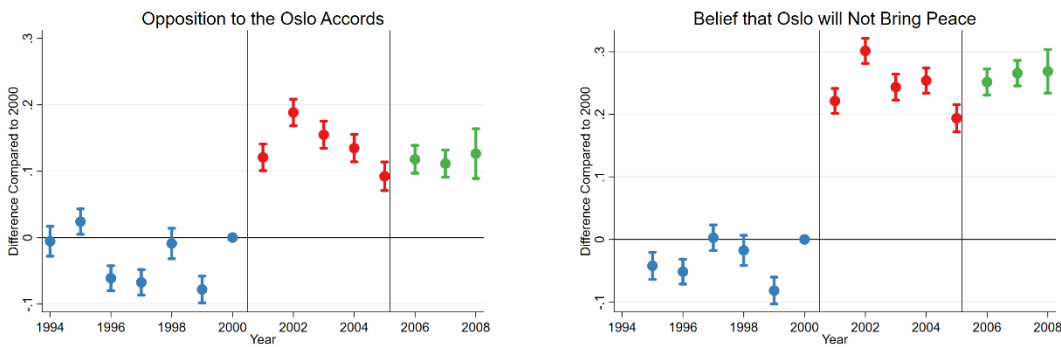 Opposition to the Oslo Accords
Difference Compared to 2000
.3
.2
.1
0
-.1
1994 1996 1998 2000 2002 2004 2006 2008
Year
Belief that Oslo will Not Bring Peace
Difference Compared to 2000
.3
.2
.1
0
-.1
1994 1996 1998 2000 2002 2004 2006 2008
Year